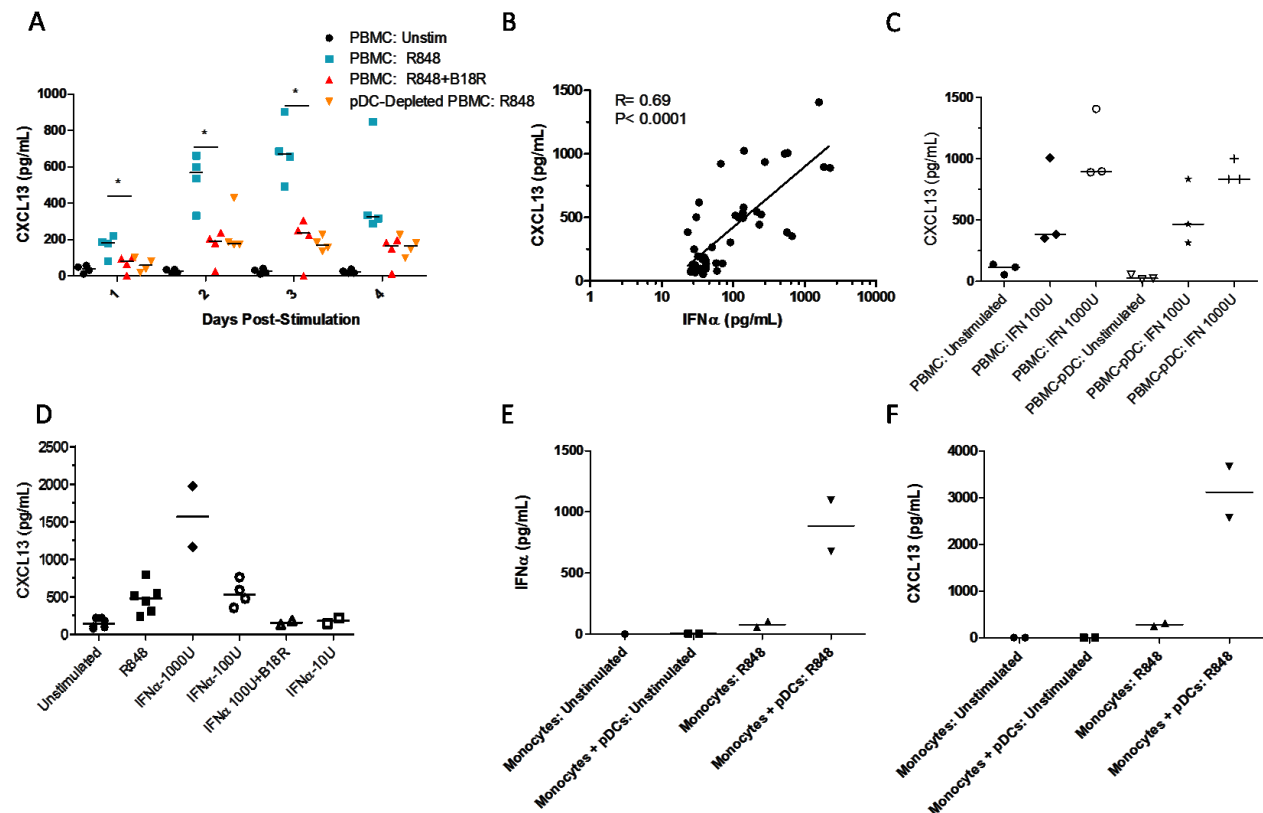 A
PBMC: Unstim
PBMC: R848
PBMC: R848+B18R
pDC-Depleted PBMC: R848
CXCL13 (pg/mL)
1000
800
600
400
200
0
*
*
*
1
2
3
4
Days Post-Stimulation
B
R= 0.69
P< 0.0001
CXCL13 (pg/mL)
1500
1000
500
0
1
10
100
1000
10000
IFNα (pg/mL)
C
CXCL13 (pg/mL)
1500
1000
500
0
PBMC: Unstimulated
PBMC: IFN 100U
PBMC: IFN 1000U
PBMC-pDC: Unstimulated
PBMC-pDC: IFN 100U
PBMC-pDC: IFN 1000U
D
CXCL13 (pg/mL)
2500
2000
1500
1000
500
0
Unstimulated
R848
IFNα-1000U
IFNα-100U
IFNα 100U+B18R
IFNα-10U
E
IFNα (pg/mL)
1500
1000
500
0
Monocytes: Unstimulated
Monocytes + pDCs: Unstimulated
Monocytes: R848
Monocytes + pDCs: R848
F
CXCL13 (pg/mL)
4000
3000
2000
1000
0
Monocytes: Unstimulated
Monocytes + pDCs: Unstimulated
Monocytes: R848
Monocytes + pDCs: R848